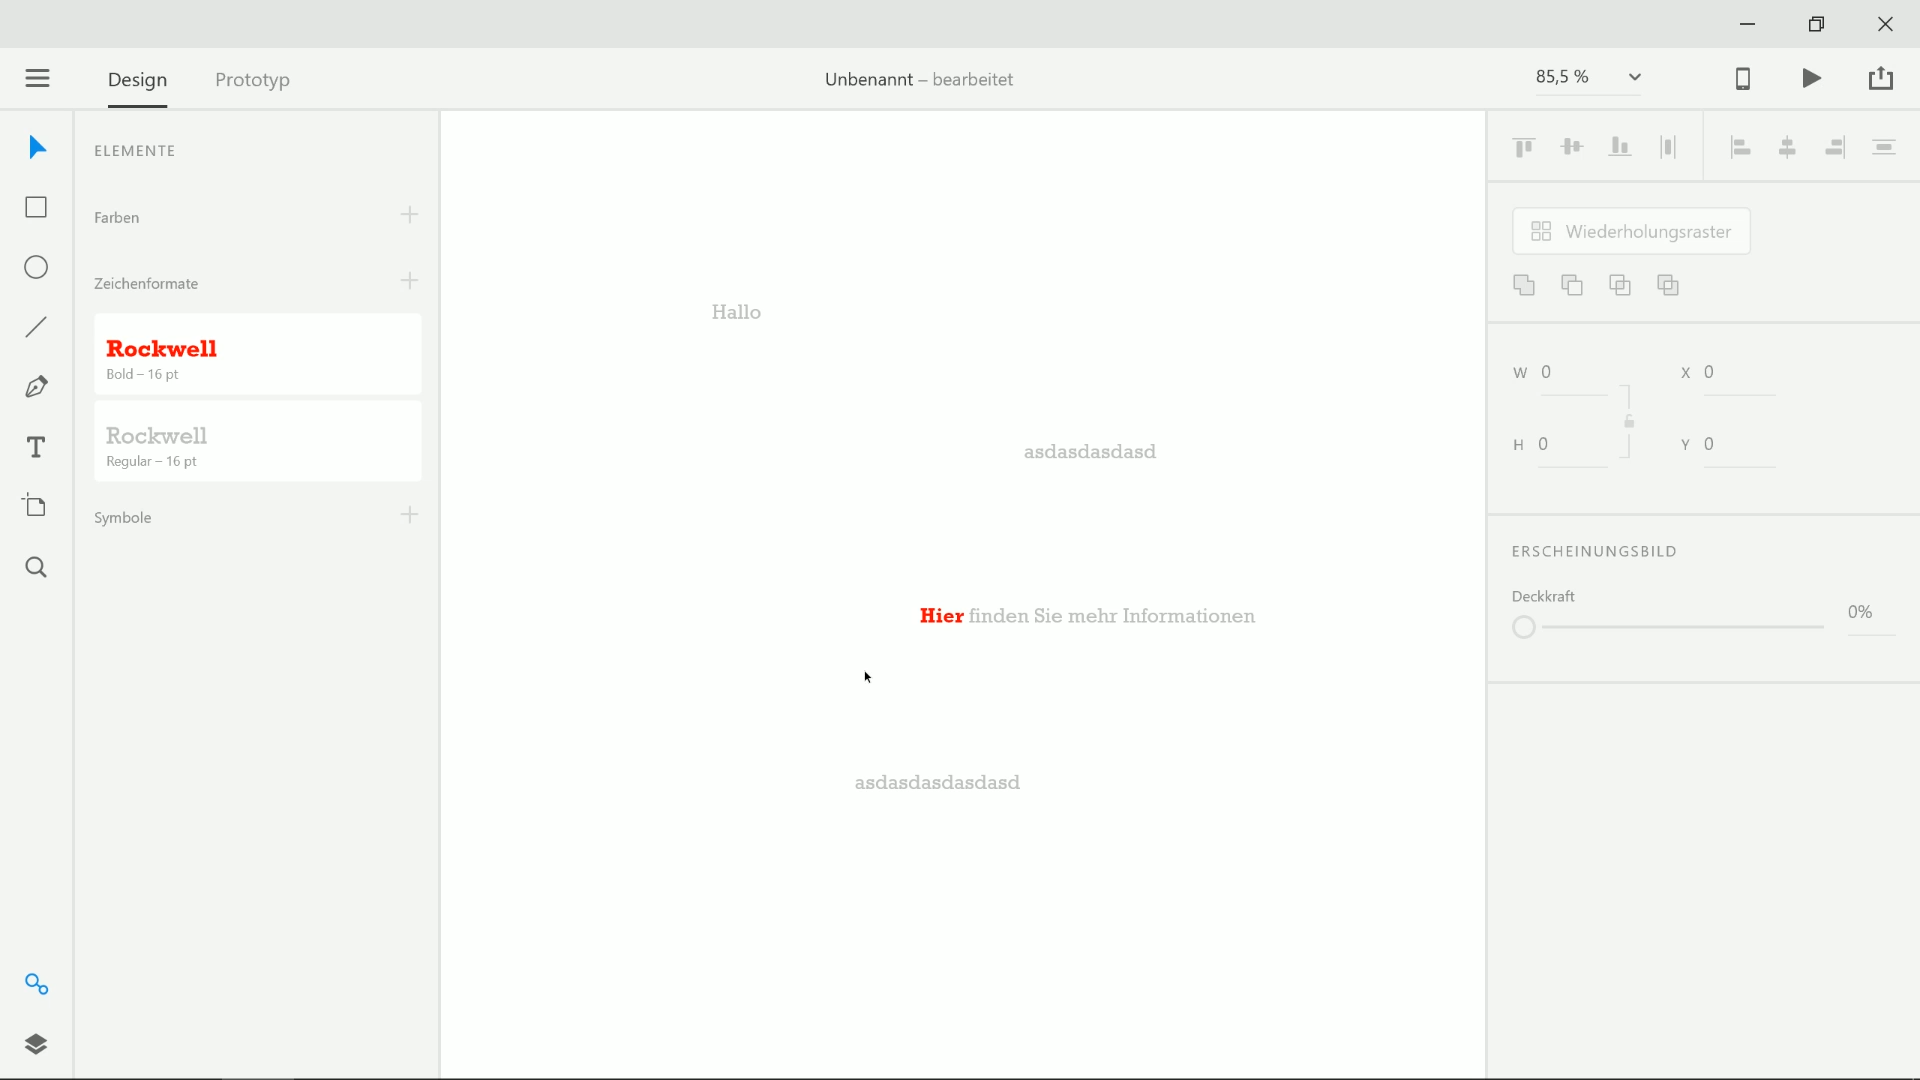 Design
Prototyp
Unbenannt – bearbeitet
85,5 %
ELEMENTE
Farben
Zeichenformate
Rockwell
Bold – 16 pt
Rockwell
Regular – 16 pt
Symbole
Hallo
asdasdasdasd
Hier finden Sie mehr Informationen
asdasdasdasdasd
Wiederholungsraster
W 0
X 0
H 0
Y 0
ERSCHEINUNGSBILD
Deckkraft
0%